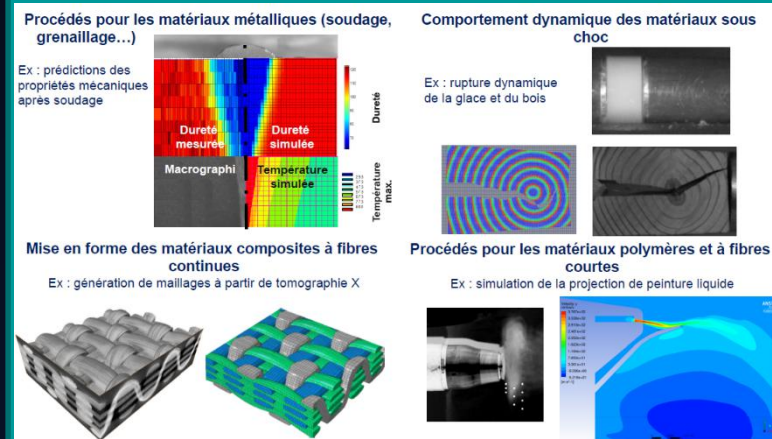 Procédés pour les matériaux métalliques (soudage,
grenaillage…)
Ex : prédictions des
propriétés mécaniques
après soudage
Dureté
mesurée
Dureté
simulée
Dureté
Macrographi
Température
simulée
Température
max.
Comportement dynamique des matériaux sous
choc
Ex : rupture dynamique
de la glace et du bois
Mise en forme des matériaux composites à fibres
continues
Ex : génération de maillages à partir de tomographie X
Procédés pour les matériaux polymères et à fibres
courtes
Ex : simulation de la projection de peinture liquide